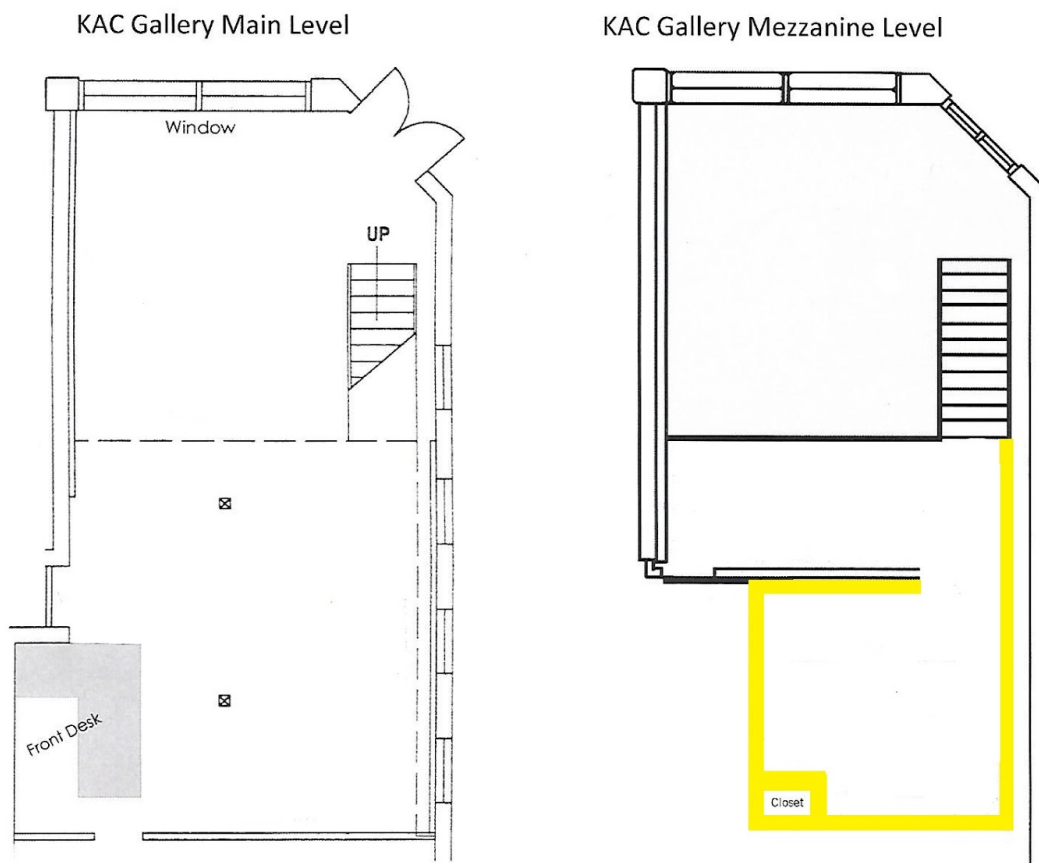 KAC Gallery Main Level
KAC Gallery Mezzanine Level
Window
UP
Front Desk
Closet